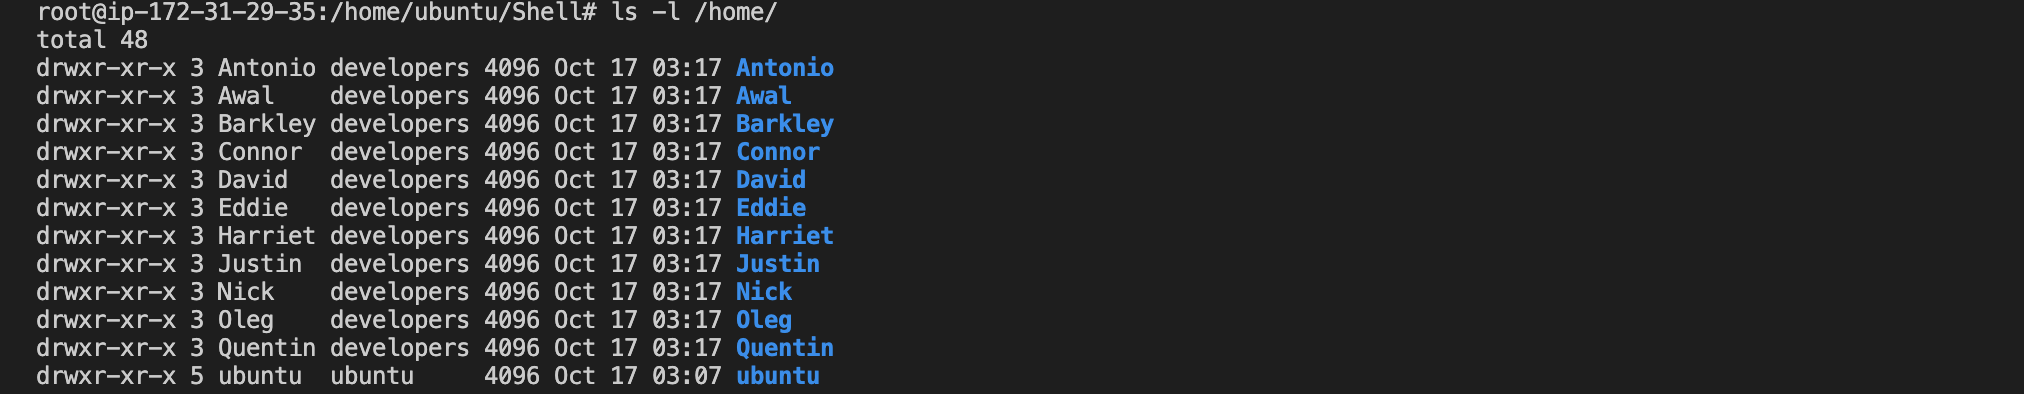 root@ip-172-31-29-35:/home/ubuntu/Shell# ls -l /home/
total 48
drwxr-xr-x 3 Antonio developers 4096 Oct 17 03:17 Antonio
drwxr-xr-x 3 Awal    developers 4096 Oct 17 03:17 Awal
drwxr-xr-x 3 Barkley developers 4096 Oct 17 03:17 Barkley
drwxr-xr-x 3 Connor  developers 4096 Oct 17 03:17 Connor
drwxr-xr-x 3 David   developers 4096 Oct 17 03:17 David
drwxr-xr-x 3 Eddie   developers 4096 Oct 17 03:17 Eddie
drwxr-xr-x 3 Harriet developers 4096 Oct 17 03:17 Harriet
drwxr-xr-x 3 Justin  developers 4096 Oct 17 03:17 Justin
drwxr-xr-x 3 Nick    developers 4096 Oct 17 03:17 Nick
drwxr-xr-x 3 Oleg    developers 4096 Oct 17 03:17 Oleg
drwxr-xr-x 3 Quentin developers 4096 Oct 17 03:17 Quentin
drwxr-xr-x 5 ubuntu  ubuntu     4096 Oct 17 03:07 ubuntu